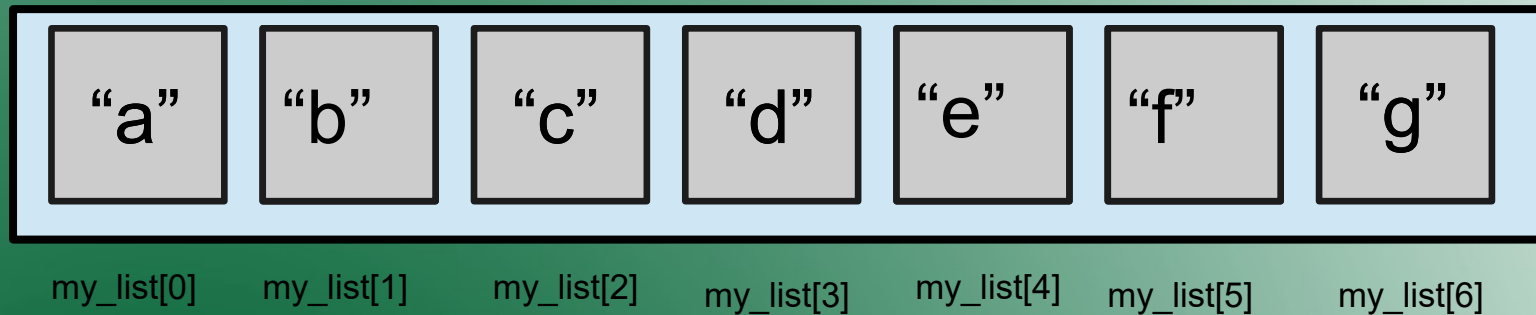 “a” “b” “c” “d” “e” “f” “g”
my_list[0] my_list[1] my_list[2] my_list[3] my_list[4] my_list[5] my_list[6]